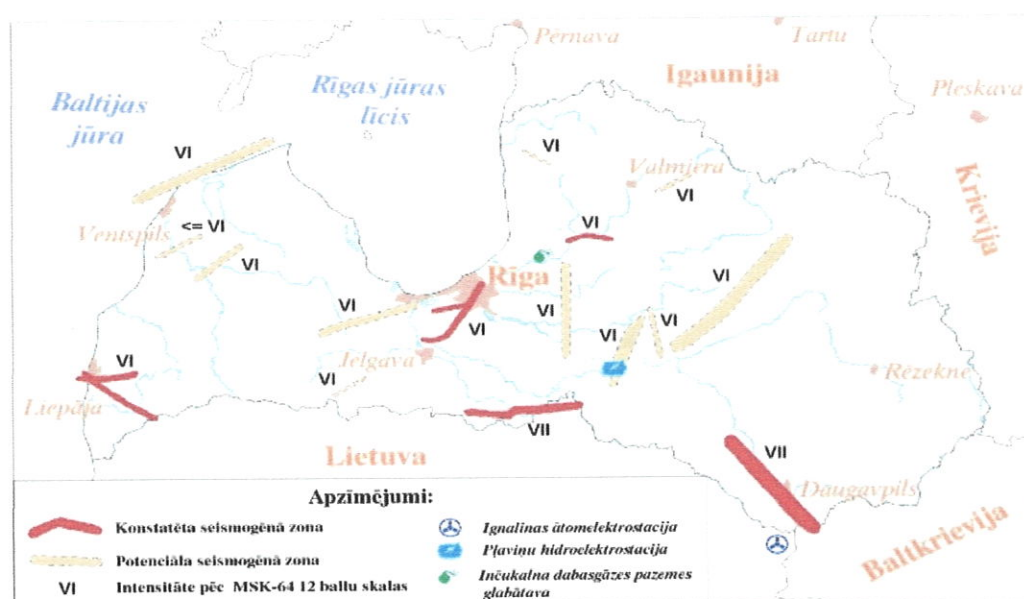 Pērnava
Tartu
Igaunija
Baltijas
jūra
Rīgas jūras
līcis
Pleskava
Krievija
VI
VI
Valmiera
VI
Ventspils
<= VI
VI
VI
Rīga
VI
VI
VI
VI
VI
VI
VI
Jelgava
VI
Rēzekne
Liepāja
VII
VII
Lietuva
Daugavpils
Baltkrievija
Apzīmējumi:
Konstatēta seismogēnā zona
Potenciāla seismogēnā zona
VI Intensitāte pēc MSK-64 12 ballu skalas
Ignalinas ātomelektrostacija
Pļaviņu hidroelektrostacija
Inčukalna dabasgāzes pazemes
glabātava